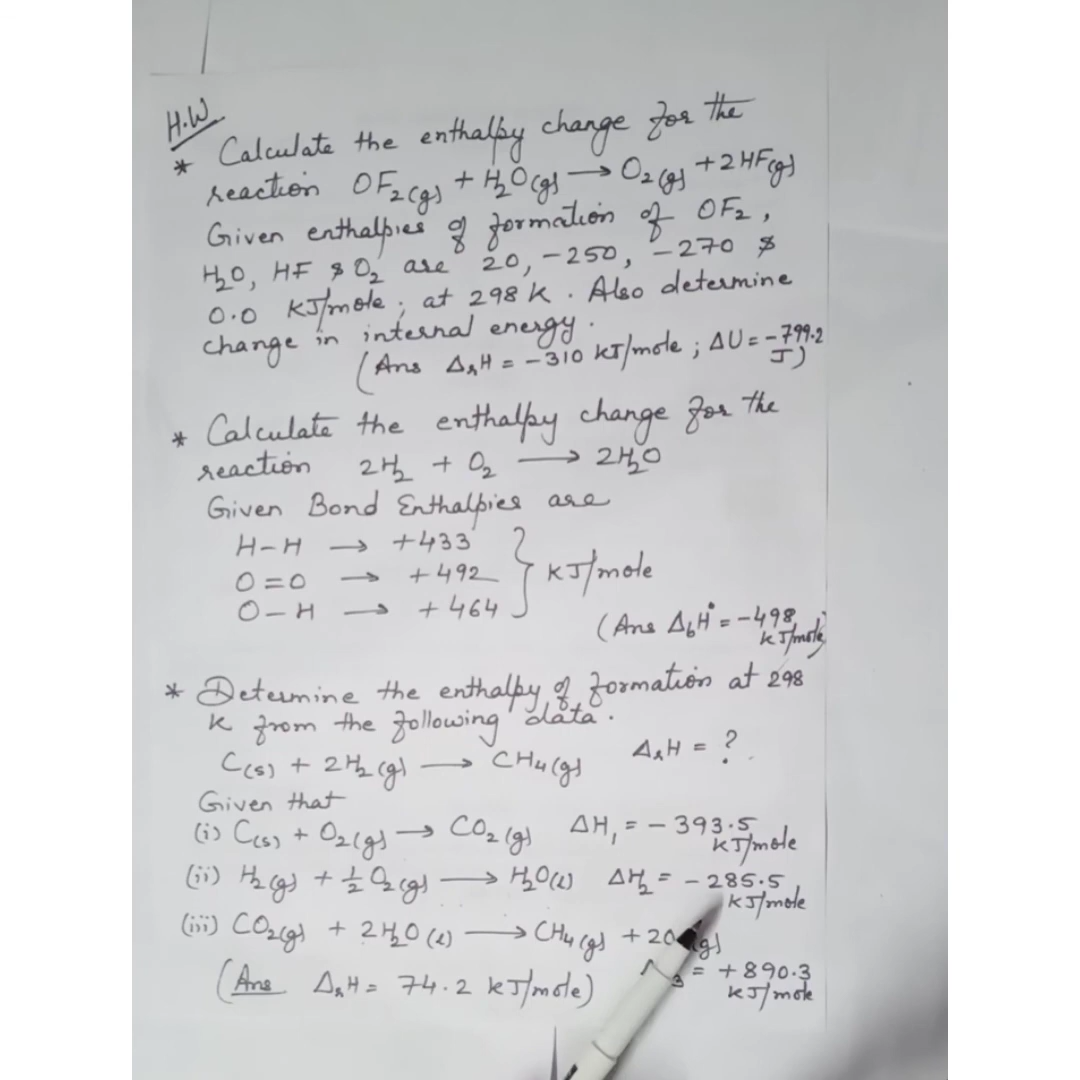 H.W
* Calculate the enthalpy change for the
reaction OF₂(g) + H₂O(g) → O₂(g) + 2HF(g)
Given enthalpies of formation of OF₂,
H₂O, HF & O₂ are 20, -250, -270 &
0.0 KJ/mole; at 298 K. Also determine
change in internal energy.
(Ans ΔᵣH = -310 kJ/mole ; ΔU = -799.2 J)
* Calculate the enthalpy change for the
reaction 2H₂ + O₂ → 2H₂O
Given Bond Enthalpies are
H-H → +433
O=O → +492 } KJ/mole
O-H → +464
(Ans Δ_bH° = -498 kJ/mole)
* Determine the enthalpy of formation at 298
K from the following data.
C(s) + 2H₂(g) → CH₄(g) ΔᵣH = ?.
Given that
(i) C(s) + O₂(g) → CO₂(g) ΔH₁ = -393.5 KJ/mole
(ii) H₂(g) + ½O₂(g) → H₂O(l) ΔH₂ = -285.5 KJ/mole
(iii) CO₂(g) + 2H₂O(l) → CH₄(g) + 2O (g)
₃ = +890.3 KJ/mole
(Ans ΔᵣH = 74.2 kJ/mole)